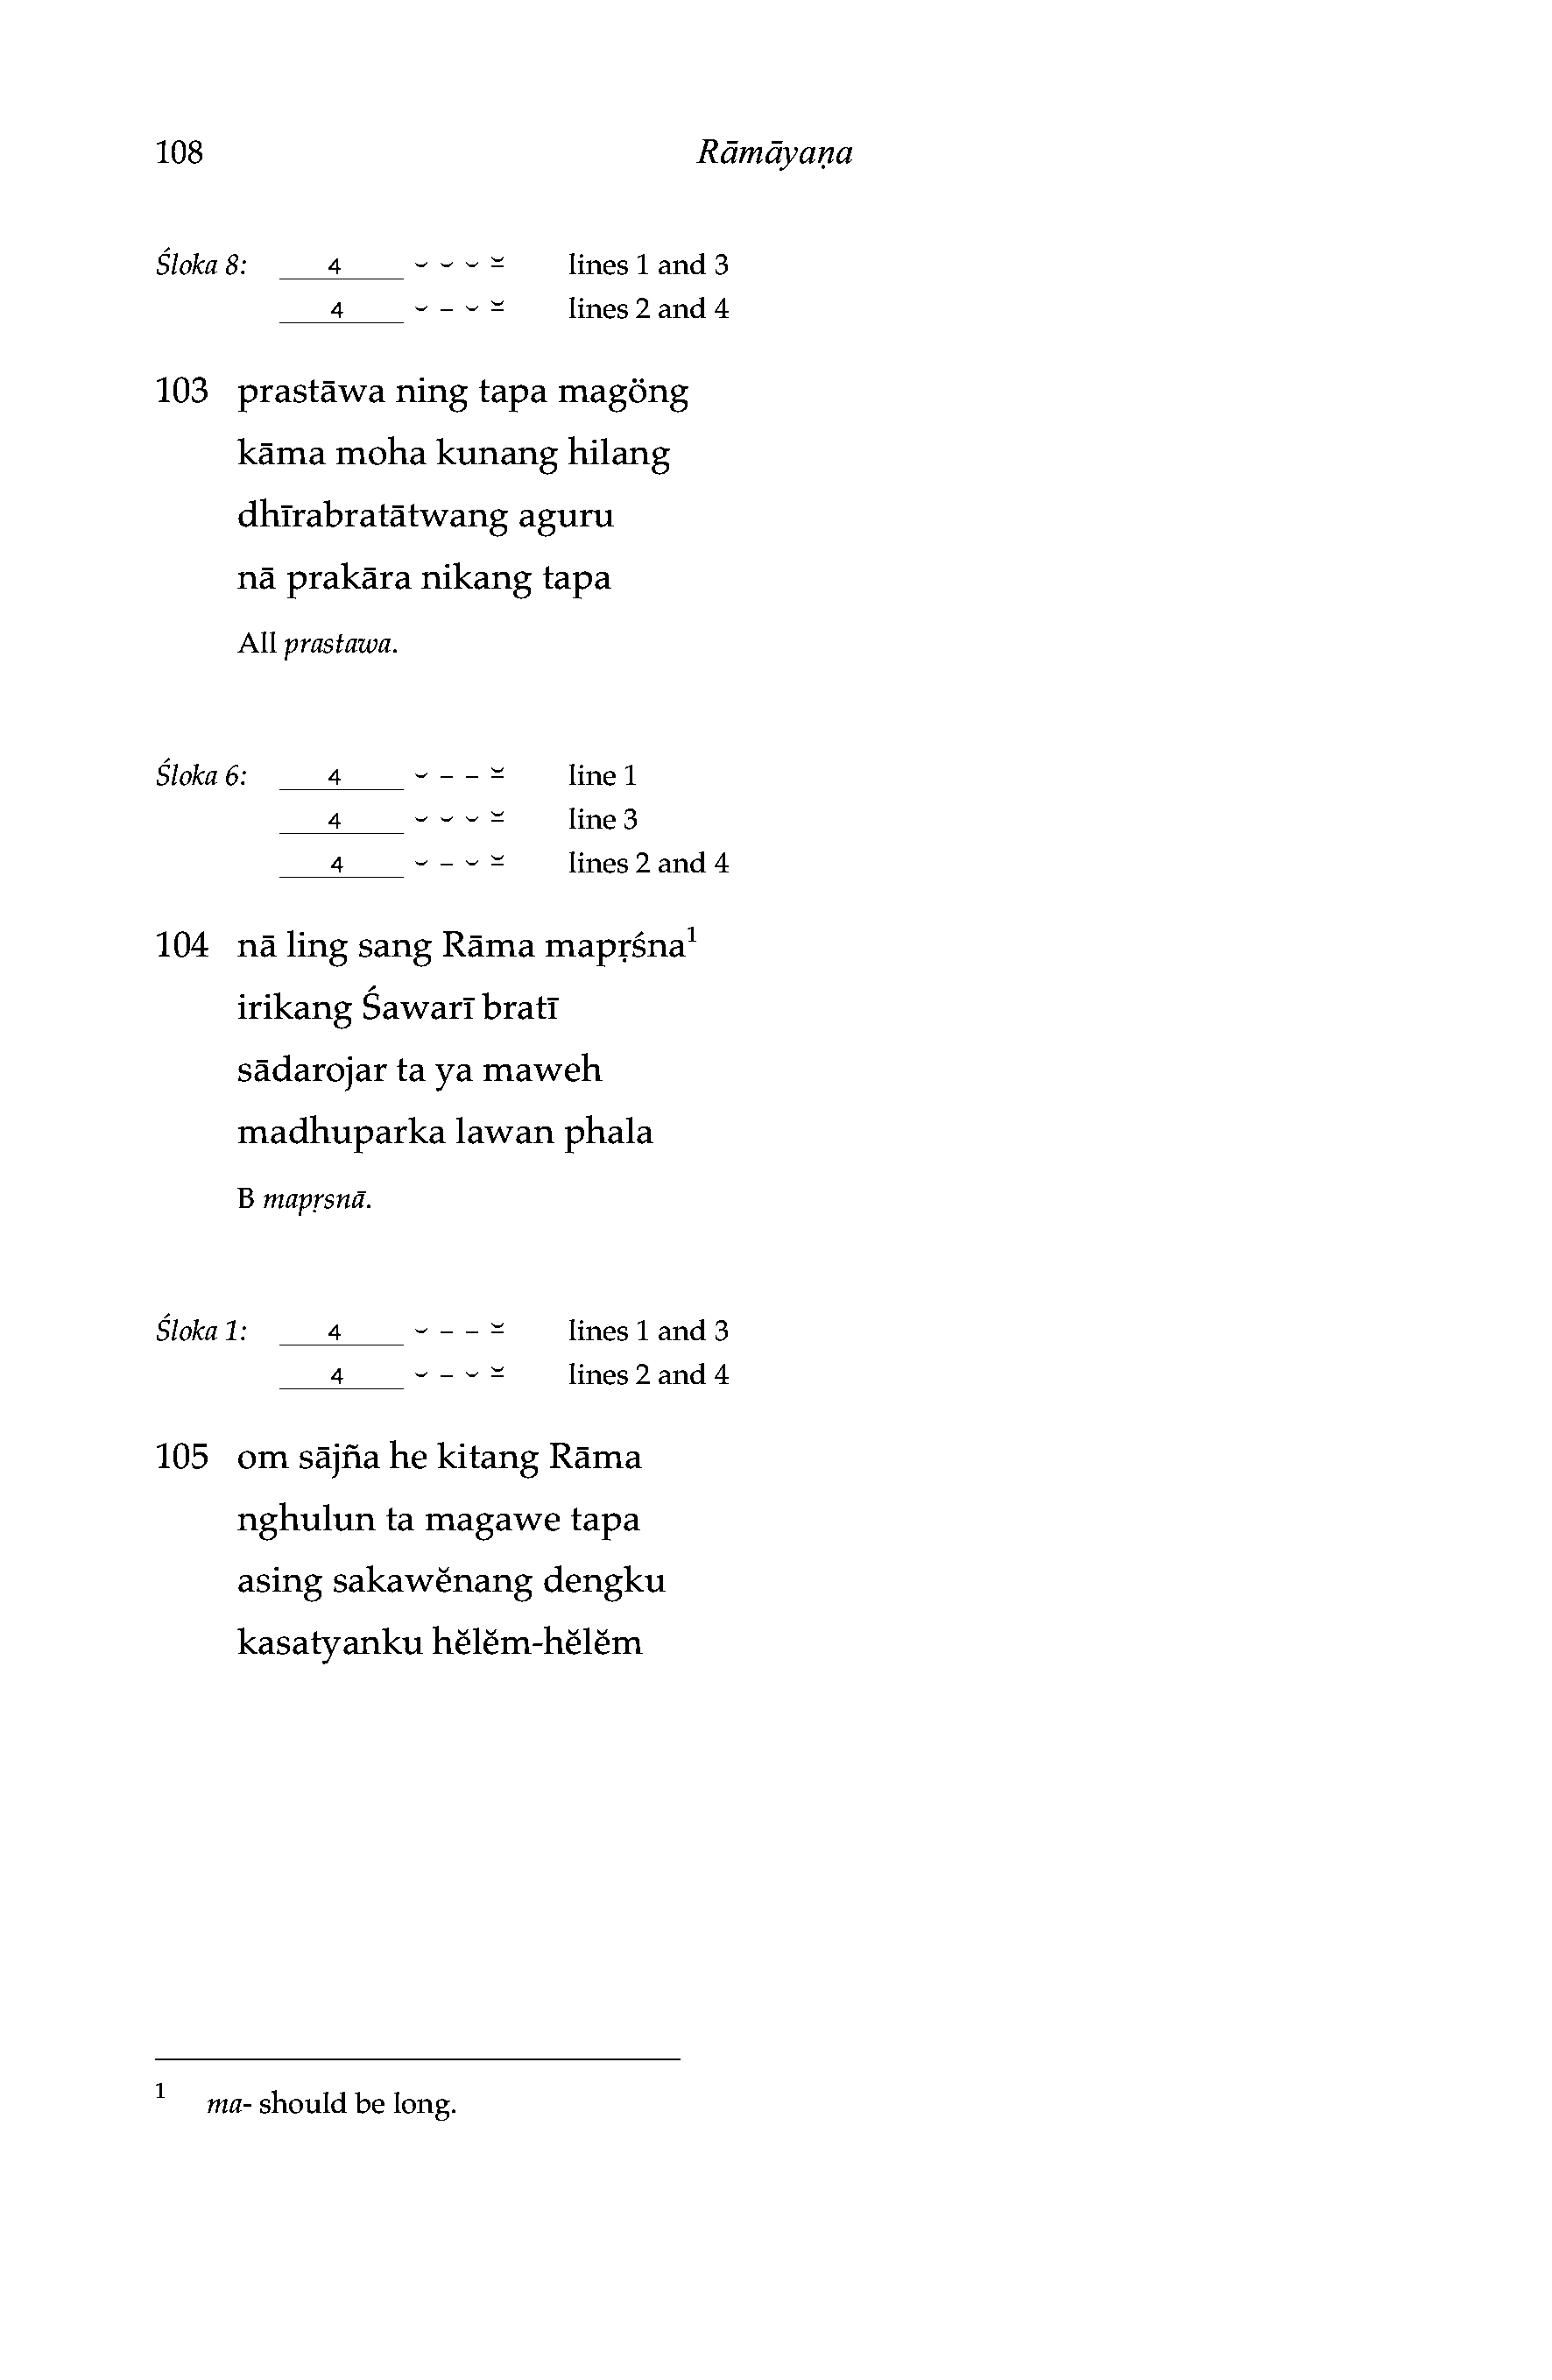 108 Rāmāyaṇa
Śloka 8: 4 ⏑ ⏑ ⏑ ⏓ lines 1 and 3
4 ⏑ – ⏑ ⏓ lines 2 and 4
103 prastāwa ning tapa magöng
kāma moha kunang hilang
dhīrabratātwang aguru
nā prakāra nikang tapa
All prastawa.
Śloka 6: 4 ⏑ – – ⏓ line 1
4 ⏑ ⏑ ⏑ ⏓ line 3
4 ⏑ – ⏑ ⏓ lines 2 and 4
104 nā ling sang Rāma mapṛśna¹
irikang Śawarī bratī
sādarojar ta ya maweh
madhuparka lawan phala
B mapṛsnā.
Śloka 1: 4 ⏑ – – ⏓ lines 1 and 3
4 ⏑ – ⏑ ⏓ lines 2 and 4
105 om sājña he kitang Rāma
nghulun ta magawe tapa
asing sakawĕnang dengku
kasatyanku hĕlĕm-hĕlĕm
1 ma- should be long.